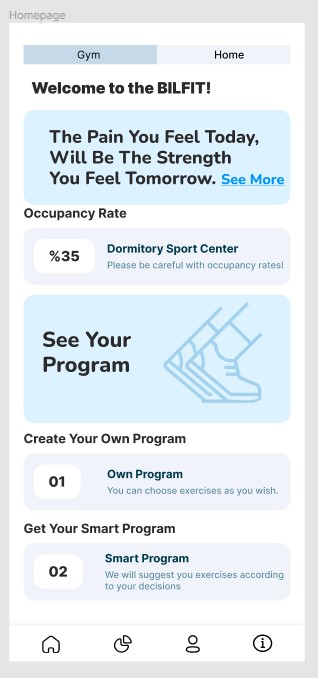 Homepage
Gym
Home
Welcome to the BILFIT!
The Pain You Feel Today,
Will Be The Strength
You Feel Tomorrow. See More
Occupancy Rate
%35
Dormitory Sport Center
Please be careful with occupancy rates!
See Your
Program
Create Your Own Program
01
Own Program
You can choose exercises as you wish.
Get Your Smart Program
02
Smart Program
We will suggest you exercises according
to your decisions